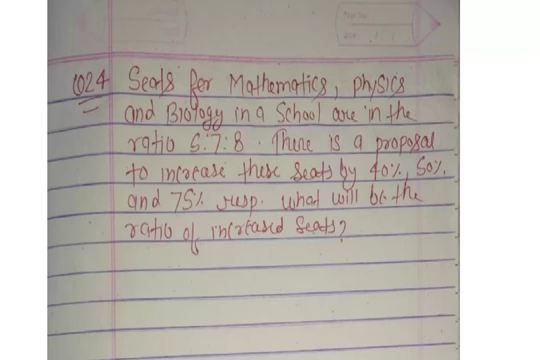 Q24 Seats for Mathematics, Physics
and Biology in a School are in the
ratio 5:7:8. There is a proposal
to increase these seats by 40%, 50%
and 75% resp. what will be the
ratio of increased seats?